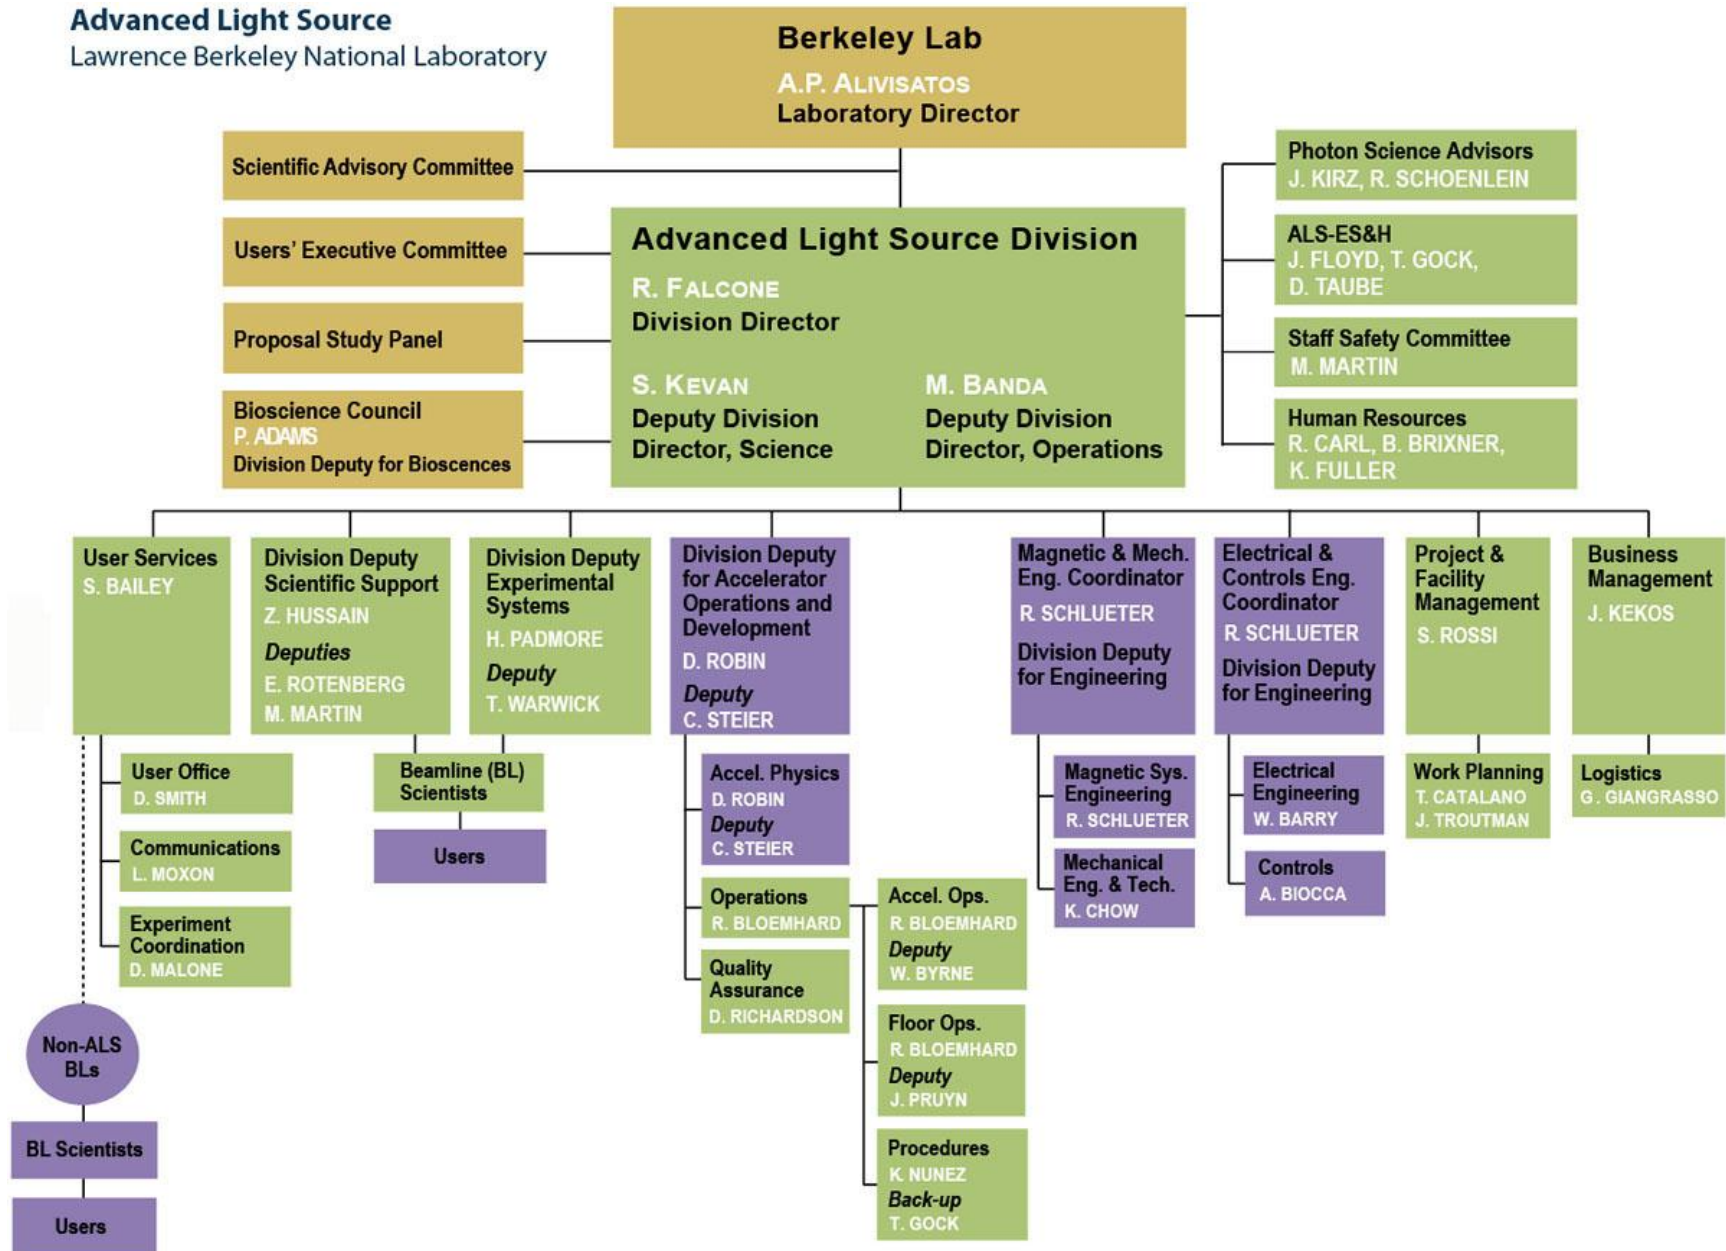 Advanced Light Source
Lawrence Berkeley National Laboratory
Berkeley Lab
A.P. ALIVISATOS
Laboratory Director
Scientific Advisory Committee
Users' Executive Committee
Proposal Study Panel
Bioscience Council
P. ADAMS
Division Deputy for Bioscences
Advanced Light Source Division
R. FALCONE
Division Director
S. KEVAN
Deputy Division
Director, Science
M. BANDA
Deputy Division
Director, Operations
Photon Science Advisors
J. KIRZ, R. SCHOENLEIN
ALS-ES&H
J. FLOYD, T. GOCK,
D. TAUBE
Staff Safety Committee
M. MARTIN
Human Resources
R. CARL, B. BRIXNER,
K. FULLER
User Services
S. BAILEY
Division Deputy
Scientific Support
Z. HUSSAIN
Deputies
E. ROTENBERG
M. MARTIN
Division Deputy
Experimental
Systems
H. PADMORE
Deputy
T. WARWICK
Division Deputy
for Accelerator
Operations and
Development
D. ROBIN
Deputy
C. STEIER
Magnetic & Mech.
Eng. Coordinator
R. SCHLUETER
Division Deputy
for Engineering
Electrical &
Controls Eng.
Coordinator
R. SCHLUETER
Division Deputy
for Engineering
Project &
Facility
Management
S. ROSSI
Business
Management
J. KEKOS
User Office
D. SMITH
Communications
L. MOXON
Experiment
Coordination
D. MALONE
Non-ALS
BLs
BL Scientists
Users
Beamline (BL)
Scientists
Users
Accel. Physics
D. ROBIN
Deputy
C. STEIER
Operations
R. BLOEMHARD
Quality
Assurance
D. RICHARDSON
Accel. Ops.
R. BLOEMHARD
Deputy
W. BYRNE
Floor Ops.
R. BLOEMHARD
Deputy
J. PRUYN
Procedures
K. NUNEZ
Back-up
T. GOCK
Magnetic Sys.
Engineering
R. SCHLUETER
Mechanical
Eng. & Tech.
K. CHOW
Electrical
Engineering
W. BARRY
Controls
A. BIOCCA
Work Planning
T. CATALANO
J. TROUTMAN
Logistics
G. GIANGRASSO